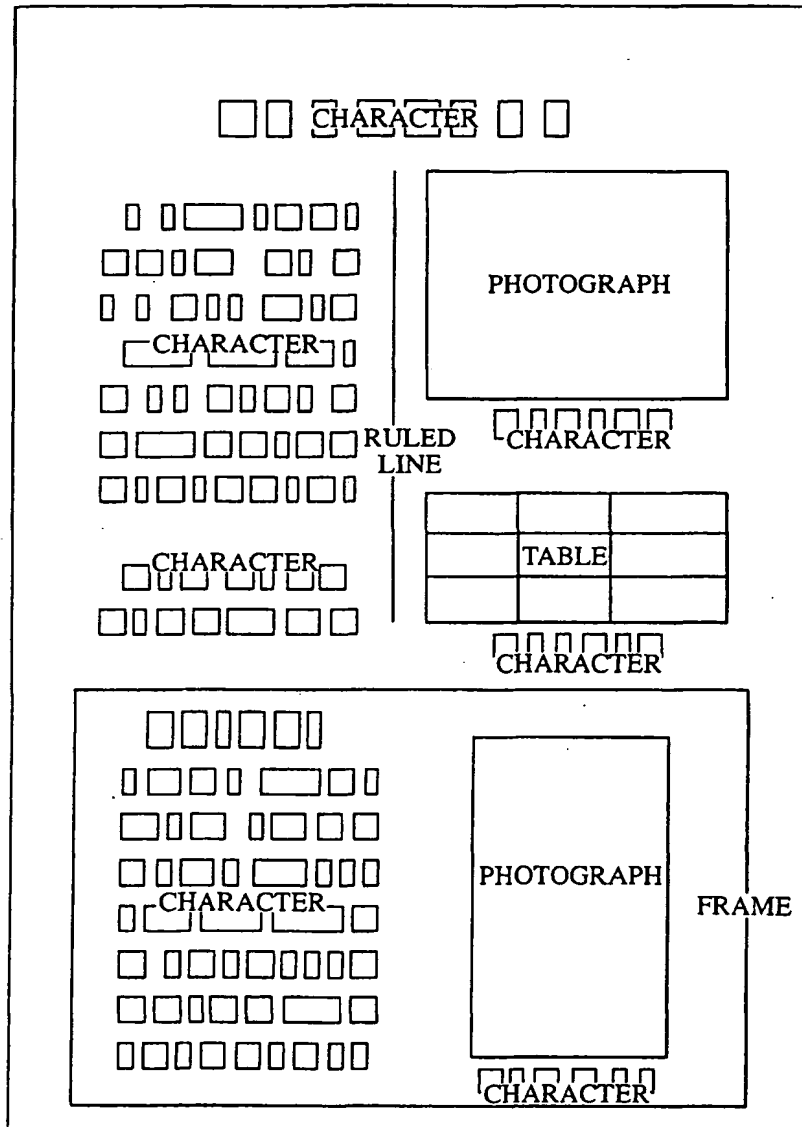 CHARACTER
CHARACTER
RULED
LINE
CHARACTER
PHOTOGRAPH
CHARACTER
TABLE
CHARACTER
CHARACTER
PHOTOGRAPH
CHARACTER
FRAME